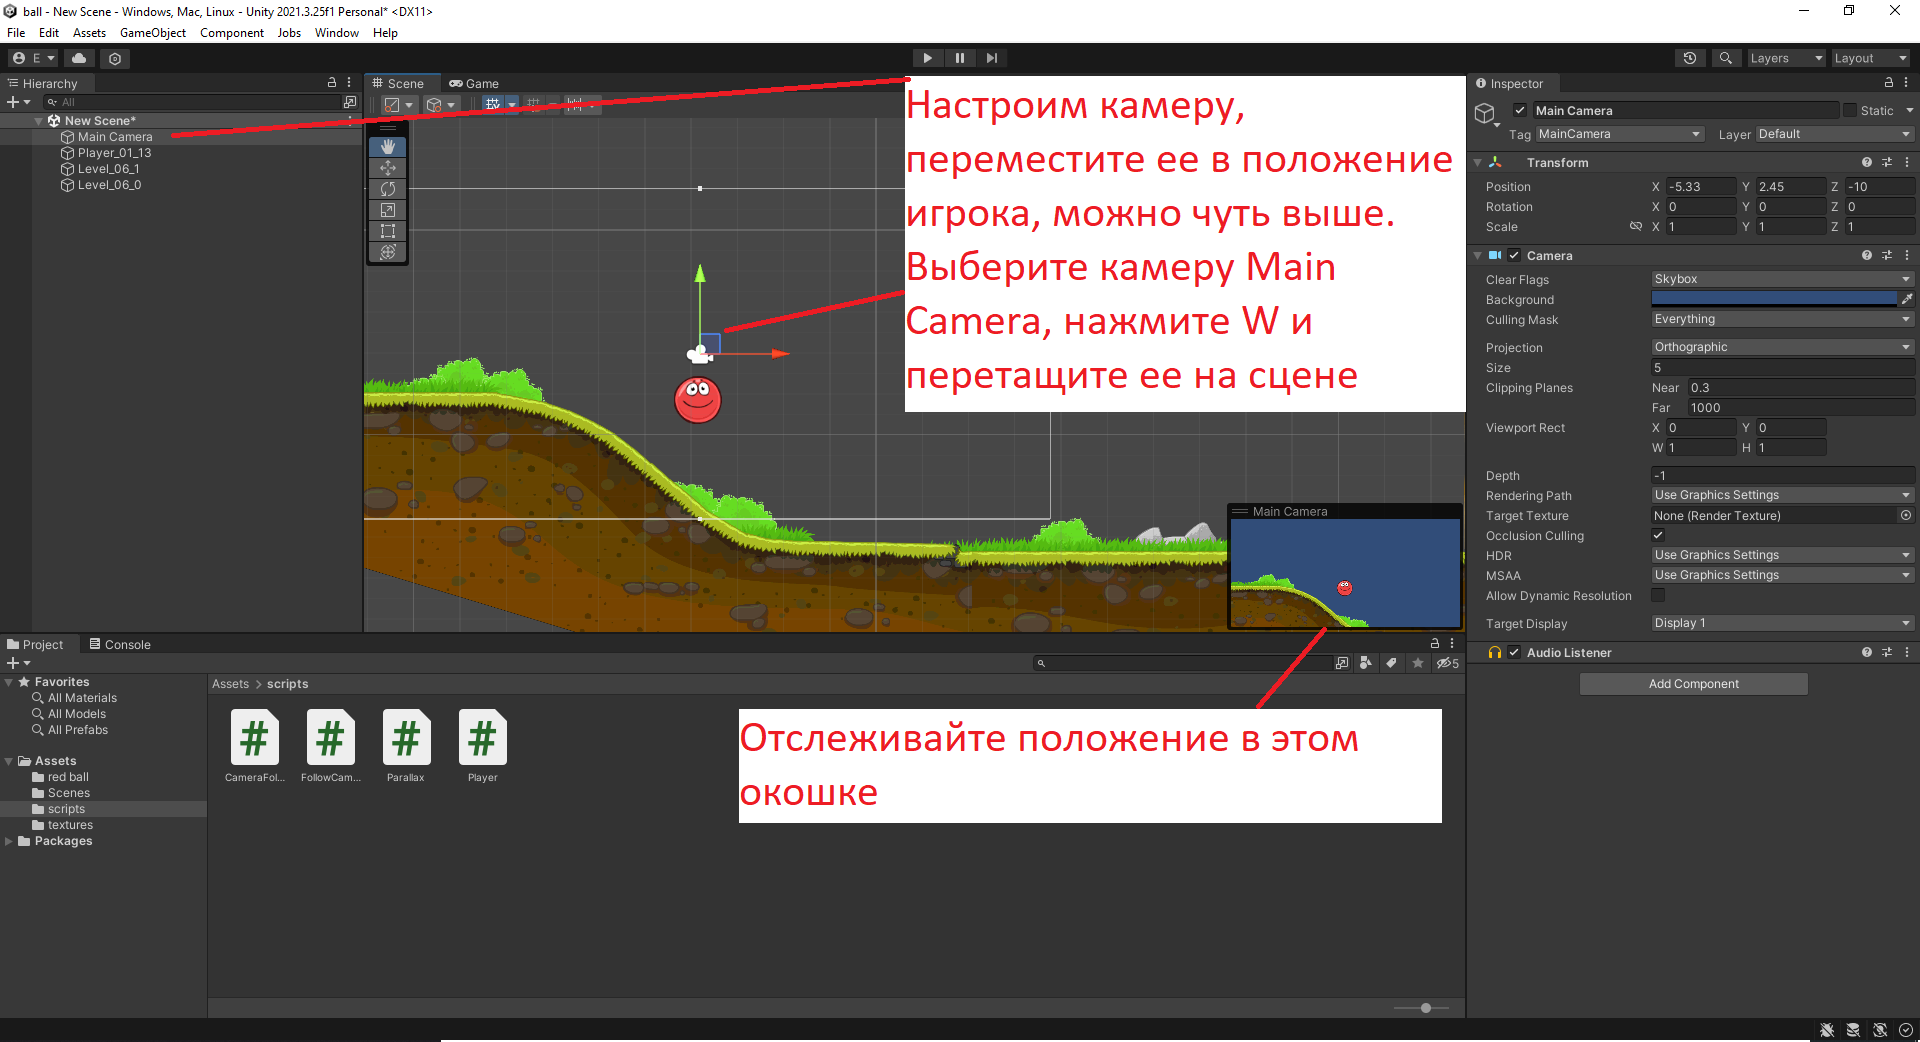 ball - New Scene - Windows, Mac, Linux - Unity 2021.3.25f1 Personal* <DX11>
File Edit Assets GameObject Component Jobs Window Help
E
Layers
Layout
Hierarchy
All
New Scene*
Main Camera
Player_01_13
Level_06_1
Level_06_0
Scene Game
Настроим камеру,
переместите ее в положение
игрока, можно чуть выше.
Выберите камеру Main
Camera, нажмите W и
перетащите ее на сцене
Main Camera
Inspector
Main Camera Static
Tag MainCamera Layer Default
Transform
Position X -5.33 Y 2.45 Z -10
Rotation X 0 Y 0 Z 0
Scale X 1 Y 1 Z 1
Camera
Clear Flags Skybox
Background
Culling Mask Everything
Projection Orthographic
Size 5
Clipping Planes Near 0.3
Far 1000
Viewport Rect X 0 Y 0
W 1 H 1
Depth -1
Rendering Path Use Graphics Settings
Target Texture None (Render Texture)
Occlusion Culling
HDR Use Graphics Settings
MSAA Use Graphics Settings
Allow Dynamic Resolution
Target Display Display 1
Audio Listener
Add Component
Project Console
5
Favorites
All Materials
All Models
All Prefabs
Assets
red ball
Scenes
scripts
textures
Packages
Assets > scripts
CameraFol... FollowCam... Parallax Player
Отслеживайте положение в этом
окошке